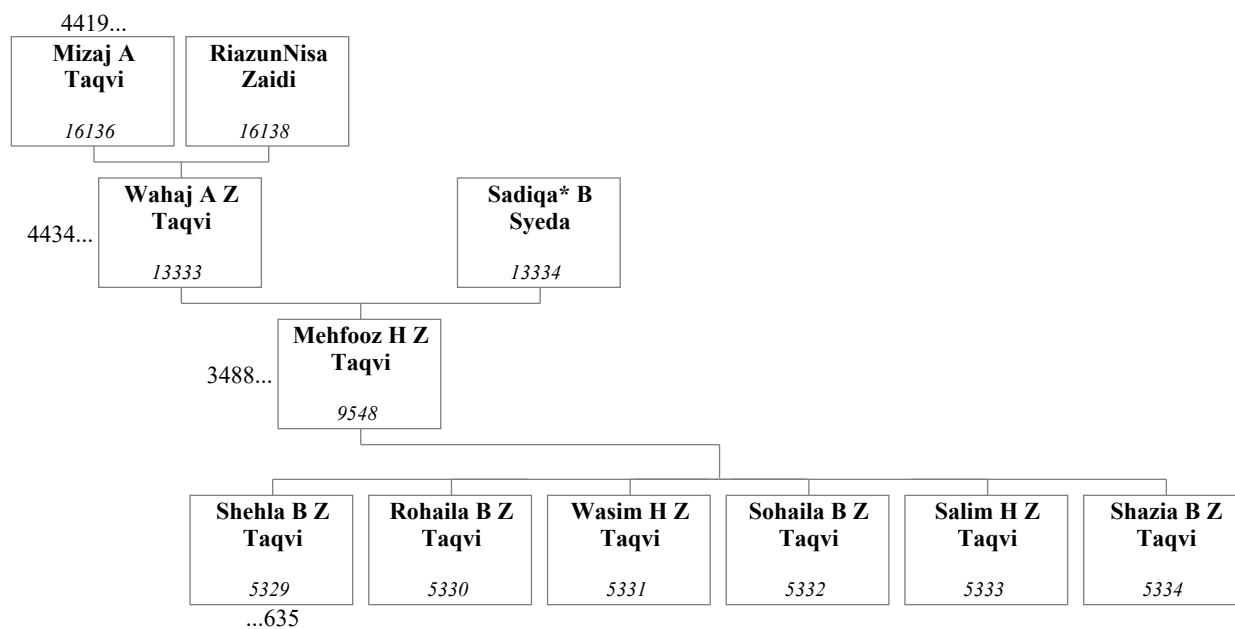 4419...
Mizaj A
Taqvi
16136
RiazunNisa
Zaidi
16138
4434...
Wahaj A Z
Taqvi
13333
Sadiqa* B
Syeda
13334
3488...
Mehfooz H Z
Taqvi
9548
Shehla B Z
Taqvi
5329
...635
Rohaila B Z
Taqvi
5330
Wasim H Z
Taqvi
5331
Sohaila B Z
Taqvi
5332
Salim H Z
Taqvi
5333
Shazia B Z
Taqvi
5334